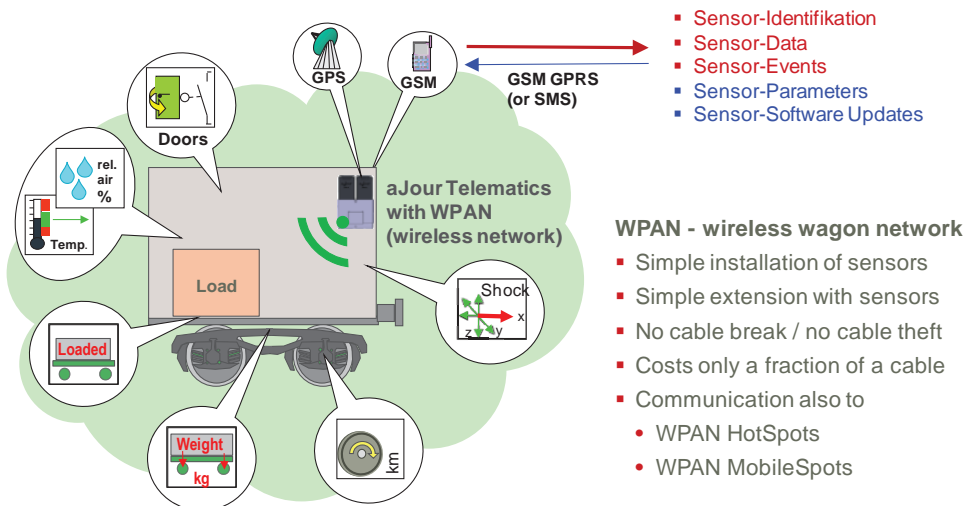 GPS
GSM
GSM GPRS
(or SMS)
Sensor-Identifikation
Sensor-Data
Sensor-Events
Sensor-Parameters
Sensor-Software Updates
Doors
rel.
air
%
Temp.
aJour Telematics
with WPAN
(wireless network)
Load
Shock
x
y
z
Loaded
Weight
kg
km
WPAN - wireless wagon network
Simple installation of sensors
Simple extension with sensors
No cable break / no cable theft
Costs only a fraction of a cable
Communication also to
WPAN HotSpots
WPAN MobileSpots